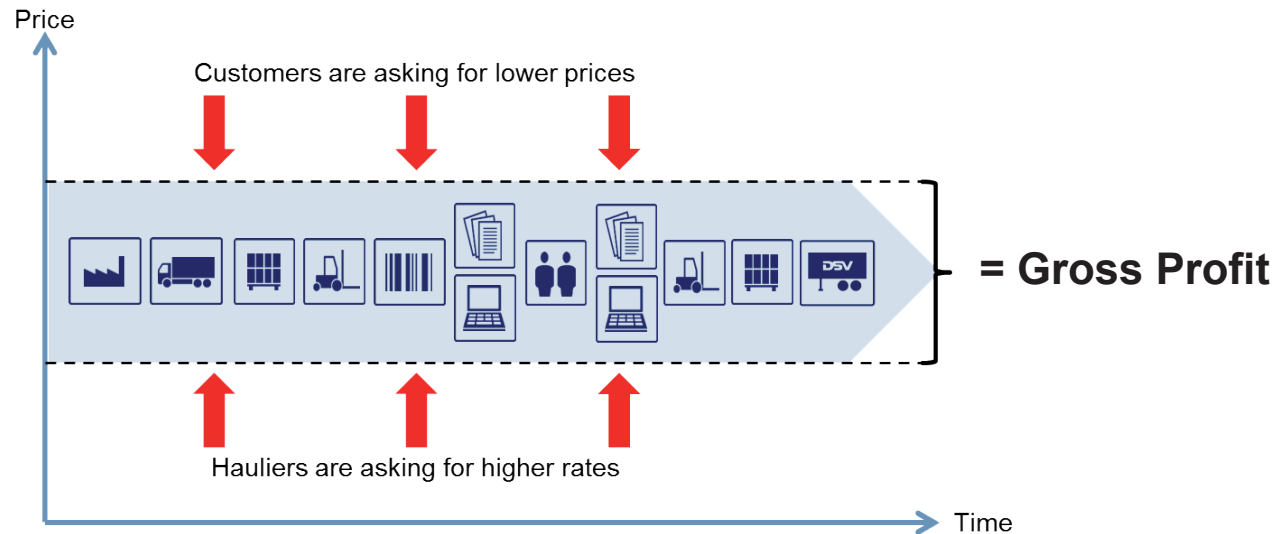 Price
Customers are asking for lower prices
DSV
= Gross Profit
Hauliers are asking for higher rates
Time